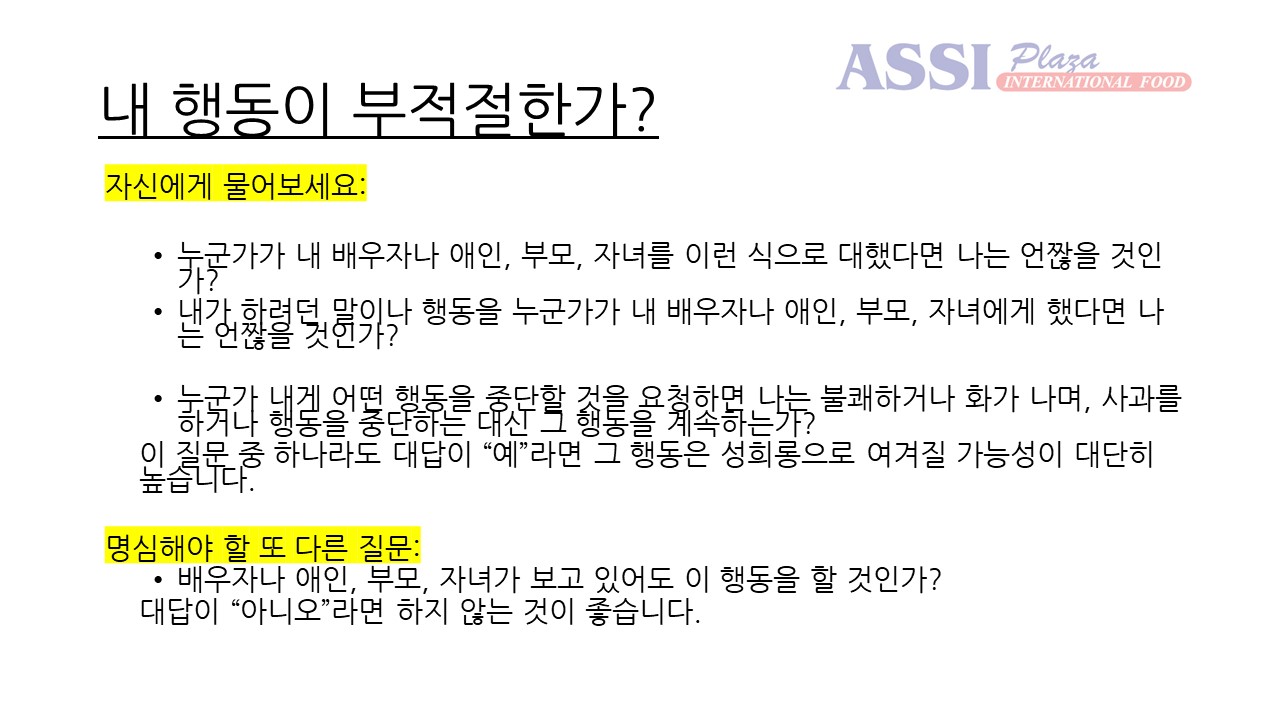 ASSI Plaza
INTERNATIONAL FOOD
내 행동이 부적절한가?
자신에게 물어보세요:
• 누군가가 내 배우자나 애인, 부모, 자녀를 이런 식으로 대했다면 나는 언짢을 것인
가?
• 내가 하려던 말이나 행동을 누군가가 내 배우자나 애인, 부모, 자녀에게 했다면 나
는 언짢을 것인가?
• 누군가 내게 어떤 행동을 중단할 것을 요청하면 나는 불쾌하거나 화가 나며, 사과를
하거나 행동을 중단하는 대신 그 행동을 계속하는가?
이 질문 중 하나라도 대답이 “예”라면 그 행동은 성희롱으로 여겨질 가능성이 대단히
높습니다.
명심해야 할 또 다른 질문:
• 배우자나 애인, 부모, 자녀가 보고 있어도 이 행동을 할 것인가?
대답이 “아니오”라면 하지 않는 것이 좋습니다.